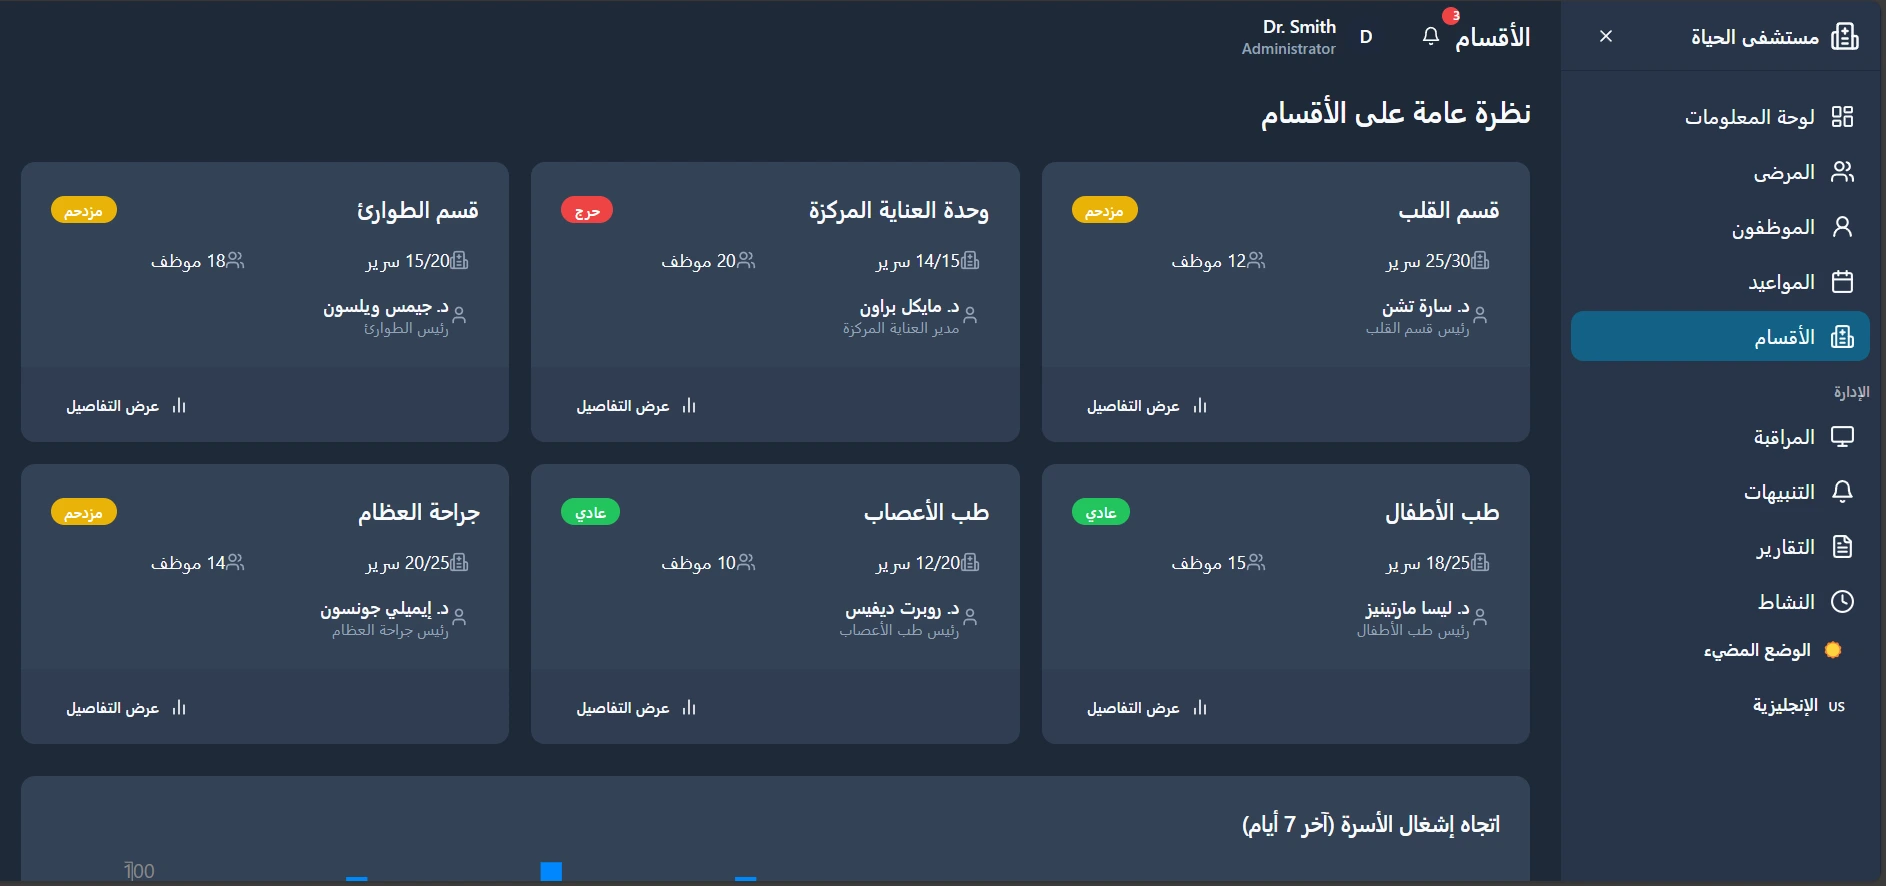 مستشفى الحياة
لوحة المعلومات
المرضى
الموظفون
المواعيد
الأقسام
الإدارة
المراقبة
التنبيهات
التقارير
النشاط
الوضع المضيء
US الإنجليزية
الأقسام
3
D
Dr. Smith
Administrator
نظرة عامة على الأقسام
قسم القلب
مزدحم
25/30 سرير
12 موظف
د. سارة تشن
رئيس قسم القلب
عرض التفاصيل
وحدة العناية المركزة
حرج
14/15 سرير
20 موظف
د. مايكل براون
مدير العناية المركزة
عرض التفاصيل
قسم الطوارئ
مزدحم
15/20 سرير
18 موظف
د. جيمس ويلسون
رئيس الطوارئ
عرض التفاصيل
طب الأطفال
عادي
18/25 سرير
15 موظف
د. ليسا مارتينيز
رئيس طب الأطفال
عرض التفاصيل
طب الأعصاب
عادي
12/20 سرير
10 موظف
د. روبرت ديفيس
رئيس طب الأعصاب
عرض التفاصيل
جراحة العظام
مزدحم
20/25 سرير
14 موظف
د. إيميلي جونسون
رئيس جراحة العظام
عرض التفاصيل
اتجاه إشغال الأسرة (آخر 7 أيام)
100